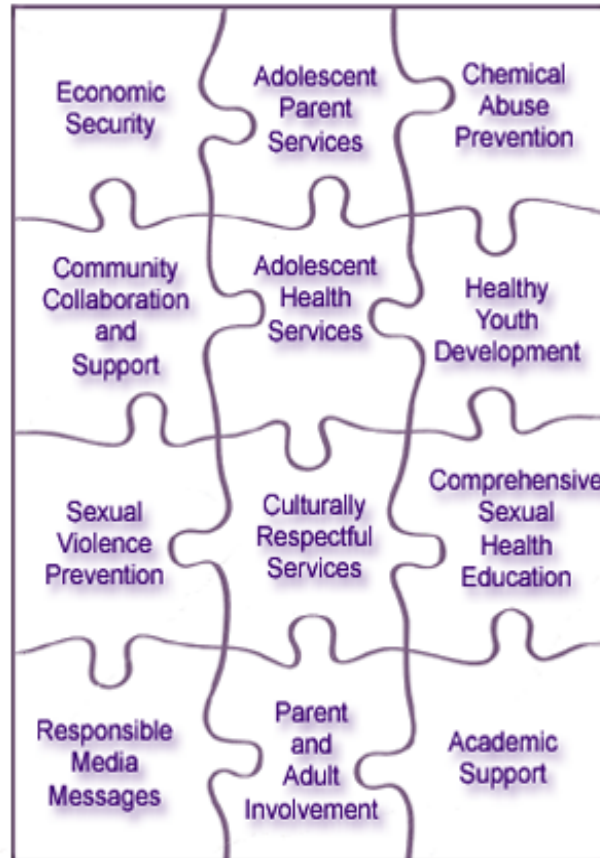 Economic
Security
Adolescent
Parent
Services
Chemical
Abuse
Prevention
Community
Collaboration
and
Support
Adolescent
Health
Services
Healthy
Youth
Development
Sexual
Violence
Prevention
Culturally
Respectful
Services
Comprehensive
Sexual
Health
Education
Responsible
Media
Messages
Parent
and
Adult
Involvement
Academic
Support